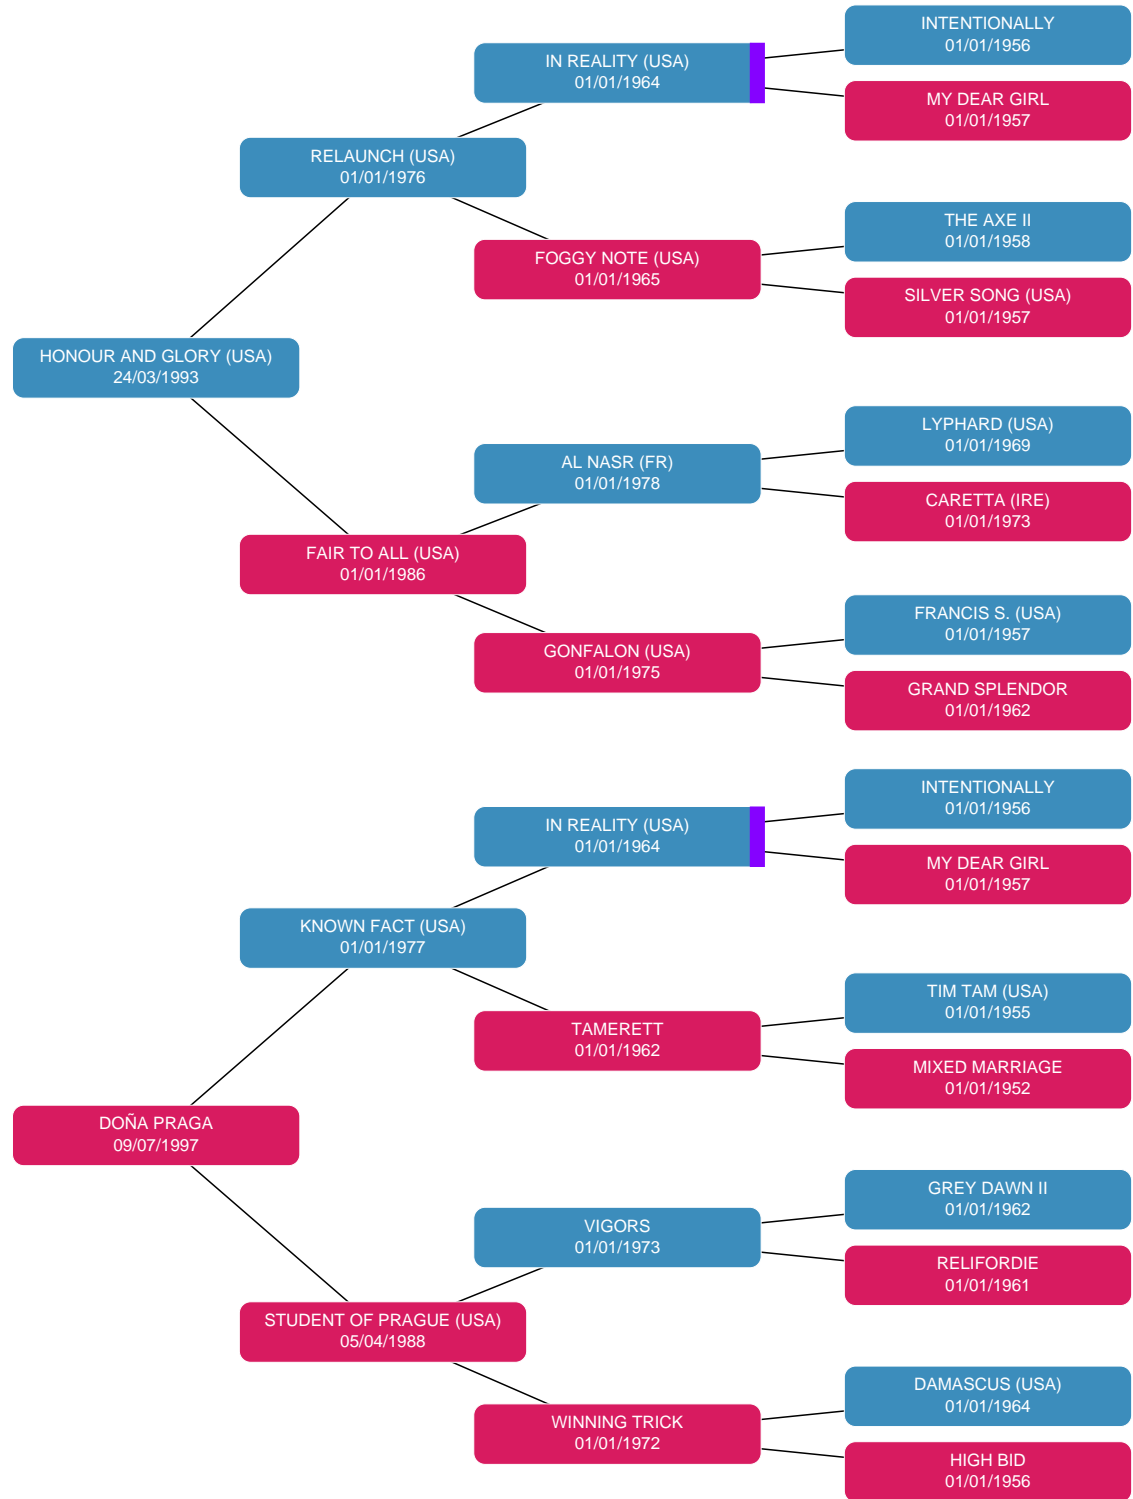 INTENTIONALLY
01/01/1956
IN REALITY (USA)
01/01/1964
MY DEAR GIRL
01/01/1957
RELAUNCH (USA)
01/01/1976
THE AXE II
01/01/1958
FOGGY NOTE (USA)
01/01/1965
SILVER SONG (USA)
01/01/1957
HONOUR AND GLORY (USA)
24/03/1993
LYPHARD (USA)
01/01/1969
AL NASR (FR)
01/01/1978
CARETTA (IRE)
01/01/1973
FAIR TO ALL (USA)
01/01/1986
FRANCIS S. (USA)
01/01/1957
GONFALON (USA)
01/01/1975
GRAND SPLENDOR
01/01/1962
INTENTIONALLY
01/01/1956
IN REALITY (USA)
01/01/1964
MY DEAR GIRL
01/01/1957
KNOWN FACT (USA)
01/01/1977
TIM TAM (USA)
01/01/1955
TAMERETT
01/01/1962
MIXED MARRIAGE
01/01/1952
DOÑA PRAGA
09/07/1997
GREY DAWN II
01/01/1962
VIGORS
01/01/1973
RELIFORDIE
01/01/1961
STUDENT OF PRAGUE (USA)
05/04/1988
DAMASCUS (USA)
01/01/1964
WINNING TRICK
01/01/1972
HIGH BID
01/01/1956